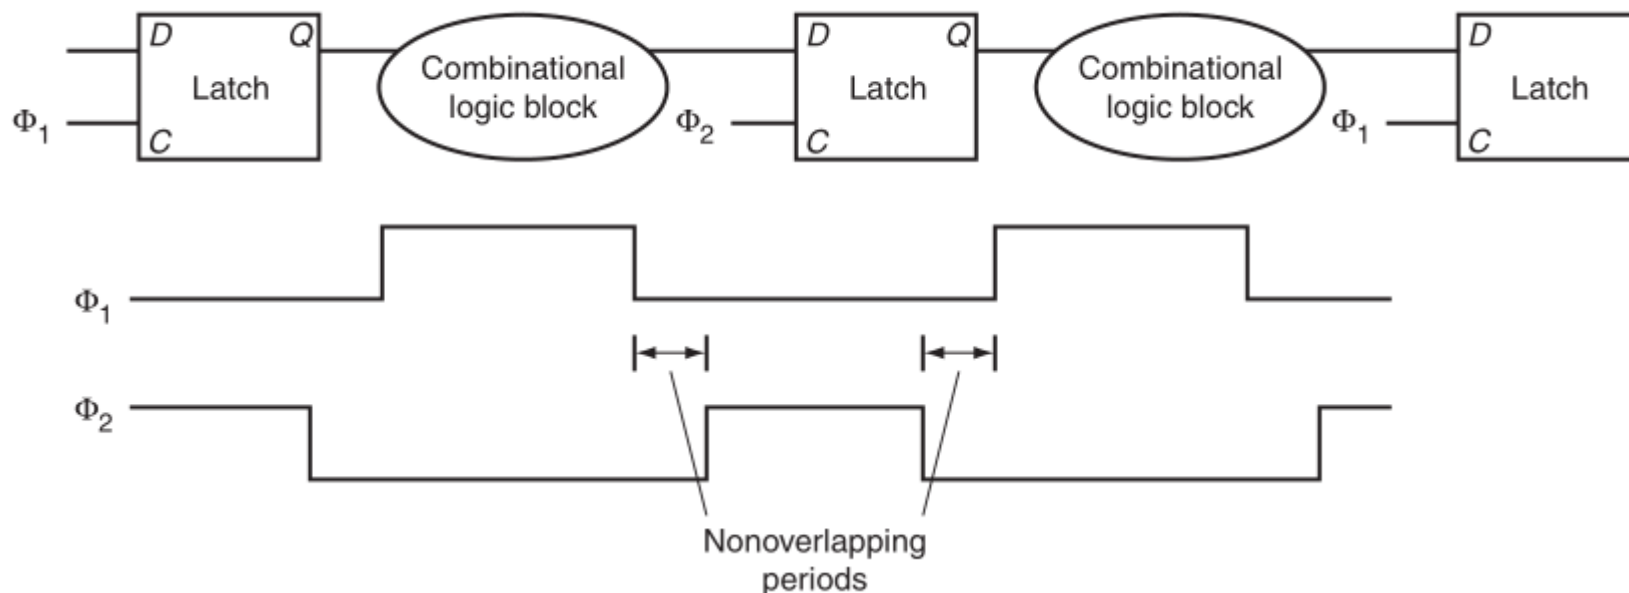 D Q
Latch
Φ1
C
Combinational
logic block
D Q
Latch
Φ2
C
Combinational
logic block
D
Latch
Φ1
C
Φ1
Φ2
Nonoverlapping
periods